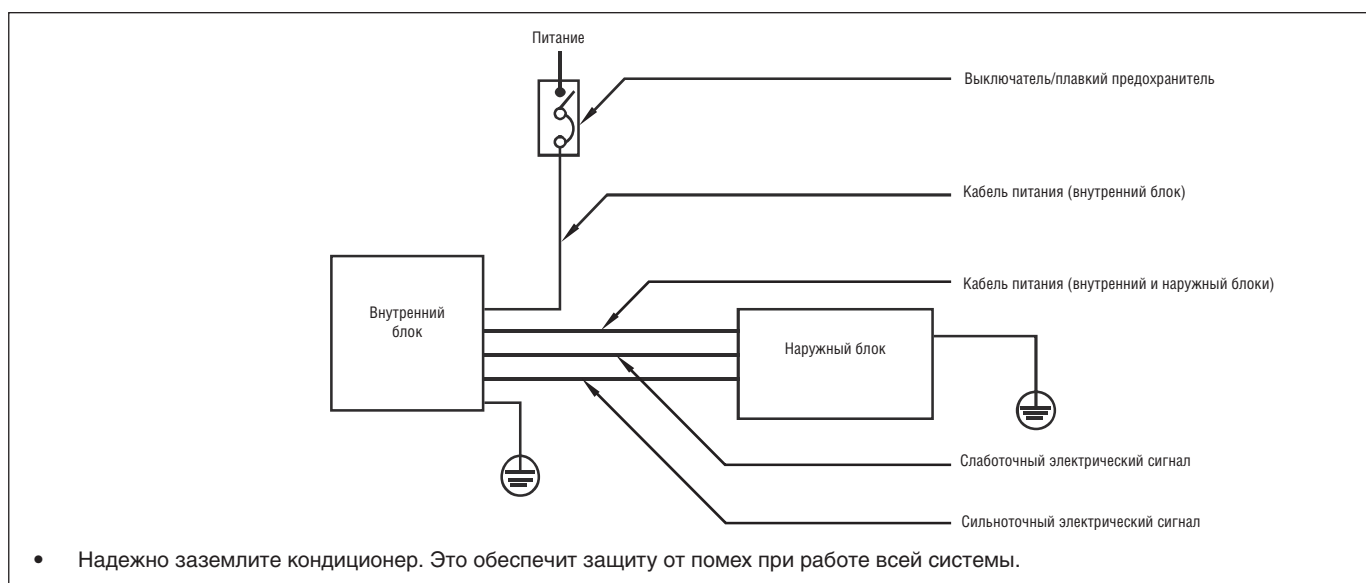 Питание
Выключатель/плавкий предохранитель
Кабель питания (внутренний блок)
Кабель питания (внутренний и наружный блоки)
Внутренний
блок
Наружный блок
Слаботочный электрический сигнал
Сильноточный электрический сигнал
• Надежно заземлите кондиционер. Это обеспечит защиту от помех при работе всей системы.